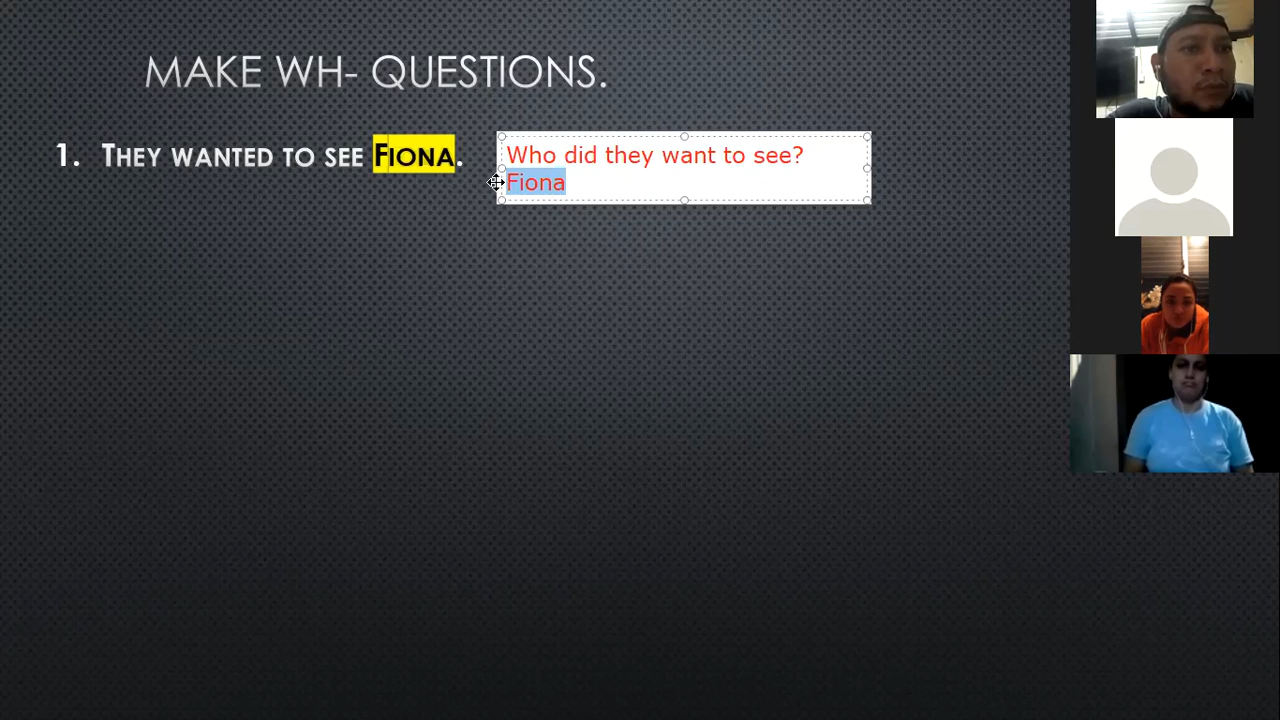 MAKE WH- QUESTIONS.
1. THEY WANTED TO SEE FIONA.
Who did they want to see?
Fiona